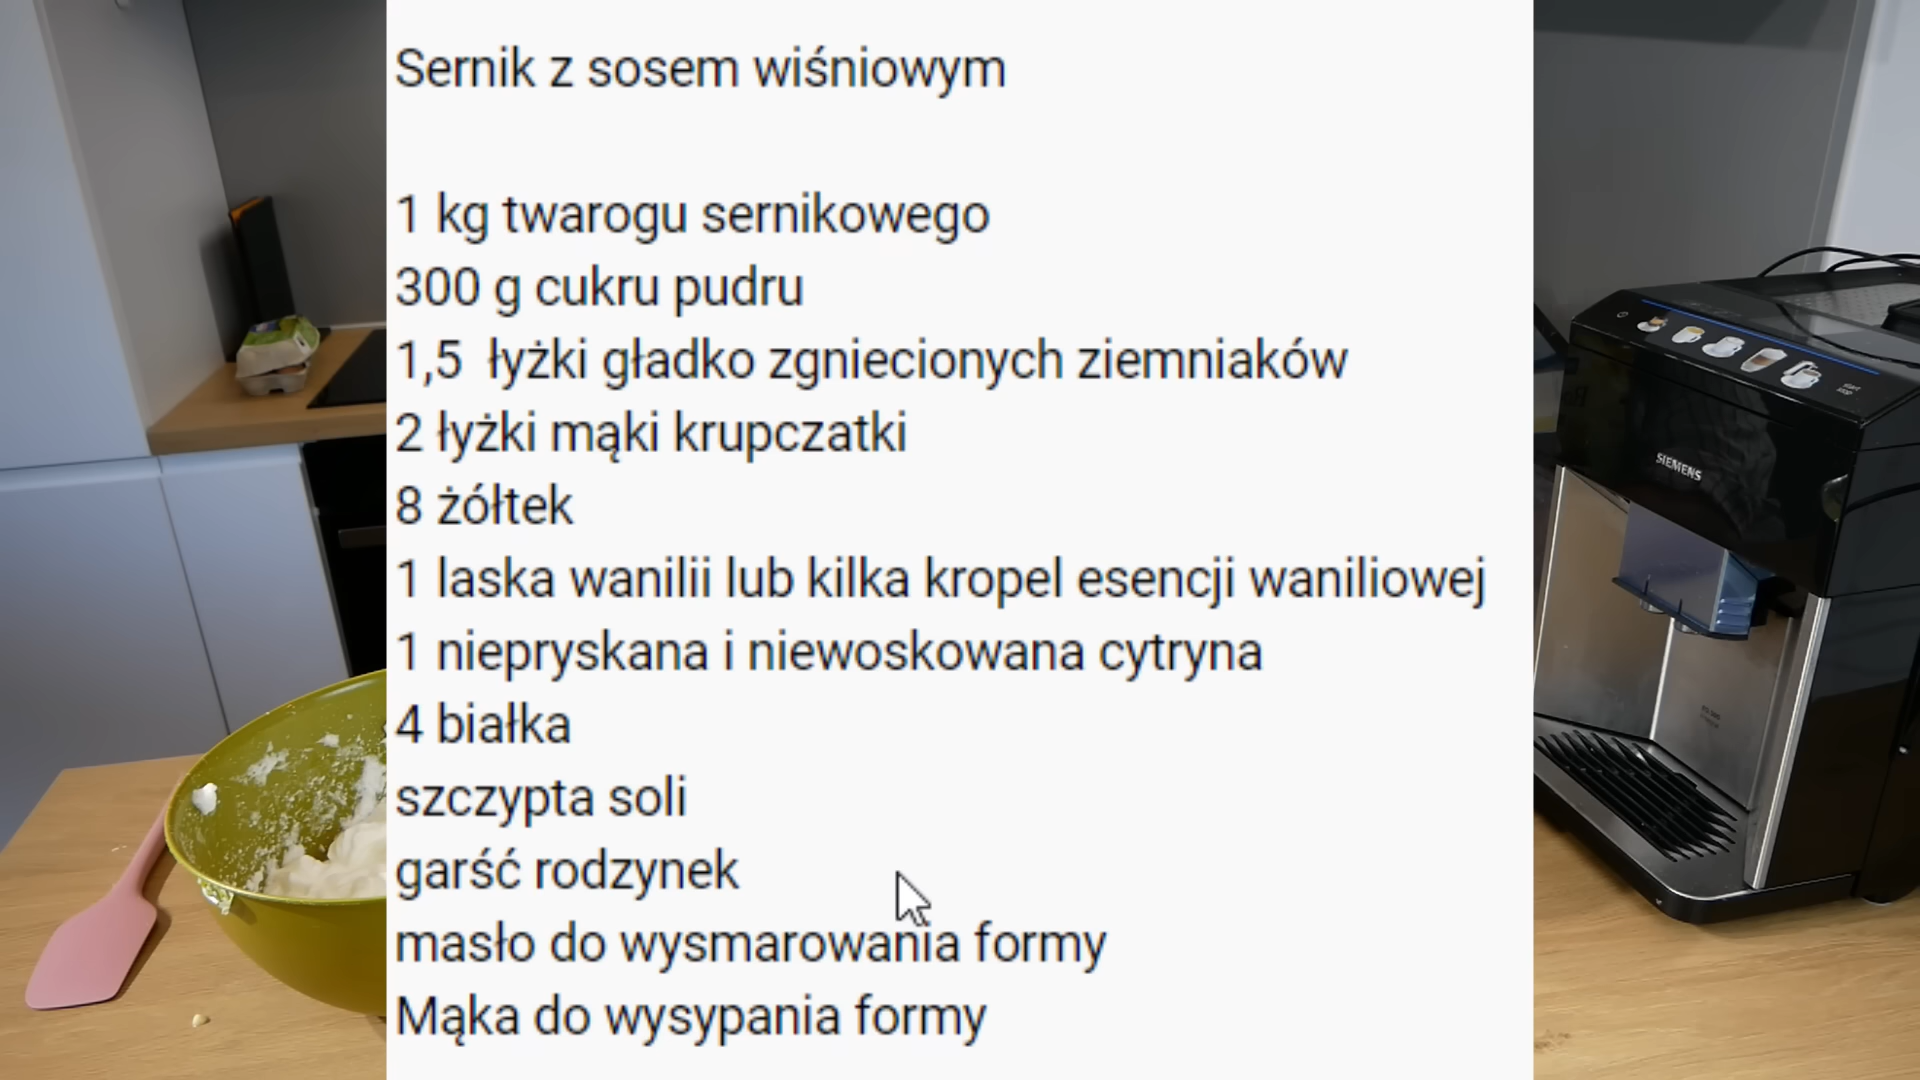 Sernik z sosem wiśniowym
1 kg twarogu sernikowego
300 g cukru pudru
1,5 łyżki gładko zgniecionych ziemniaków
2 łyżki mąki krupczatki
8 żółtek
1 laska wanilii lub kilka kropel esencji waniliowej
1 niepryskana i niewoskowana cytryna
4 białka
szczypta soli
garść rodzynek
masło do wysmarowania formy
Mąka do wysypania formy
SIEMENS